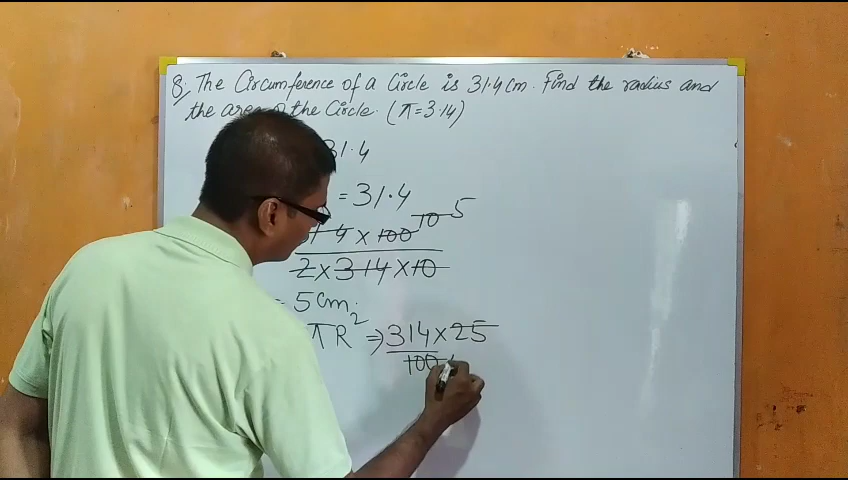 Q, The Circumference of a Circle is 31.4 cm. Find the radius and
the area of the Circle. (π = 3.14)
31.4
= 31.4
314 × 100 10 5
2 × 314 × 10
= 5 cm.
πR² ⇒ 314 × 25
100